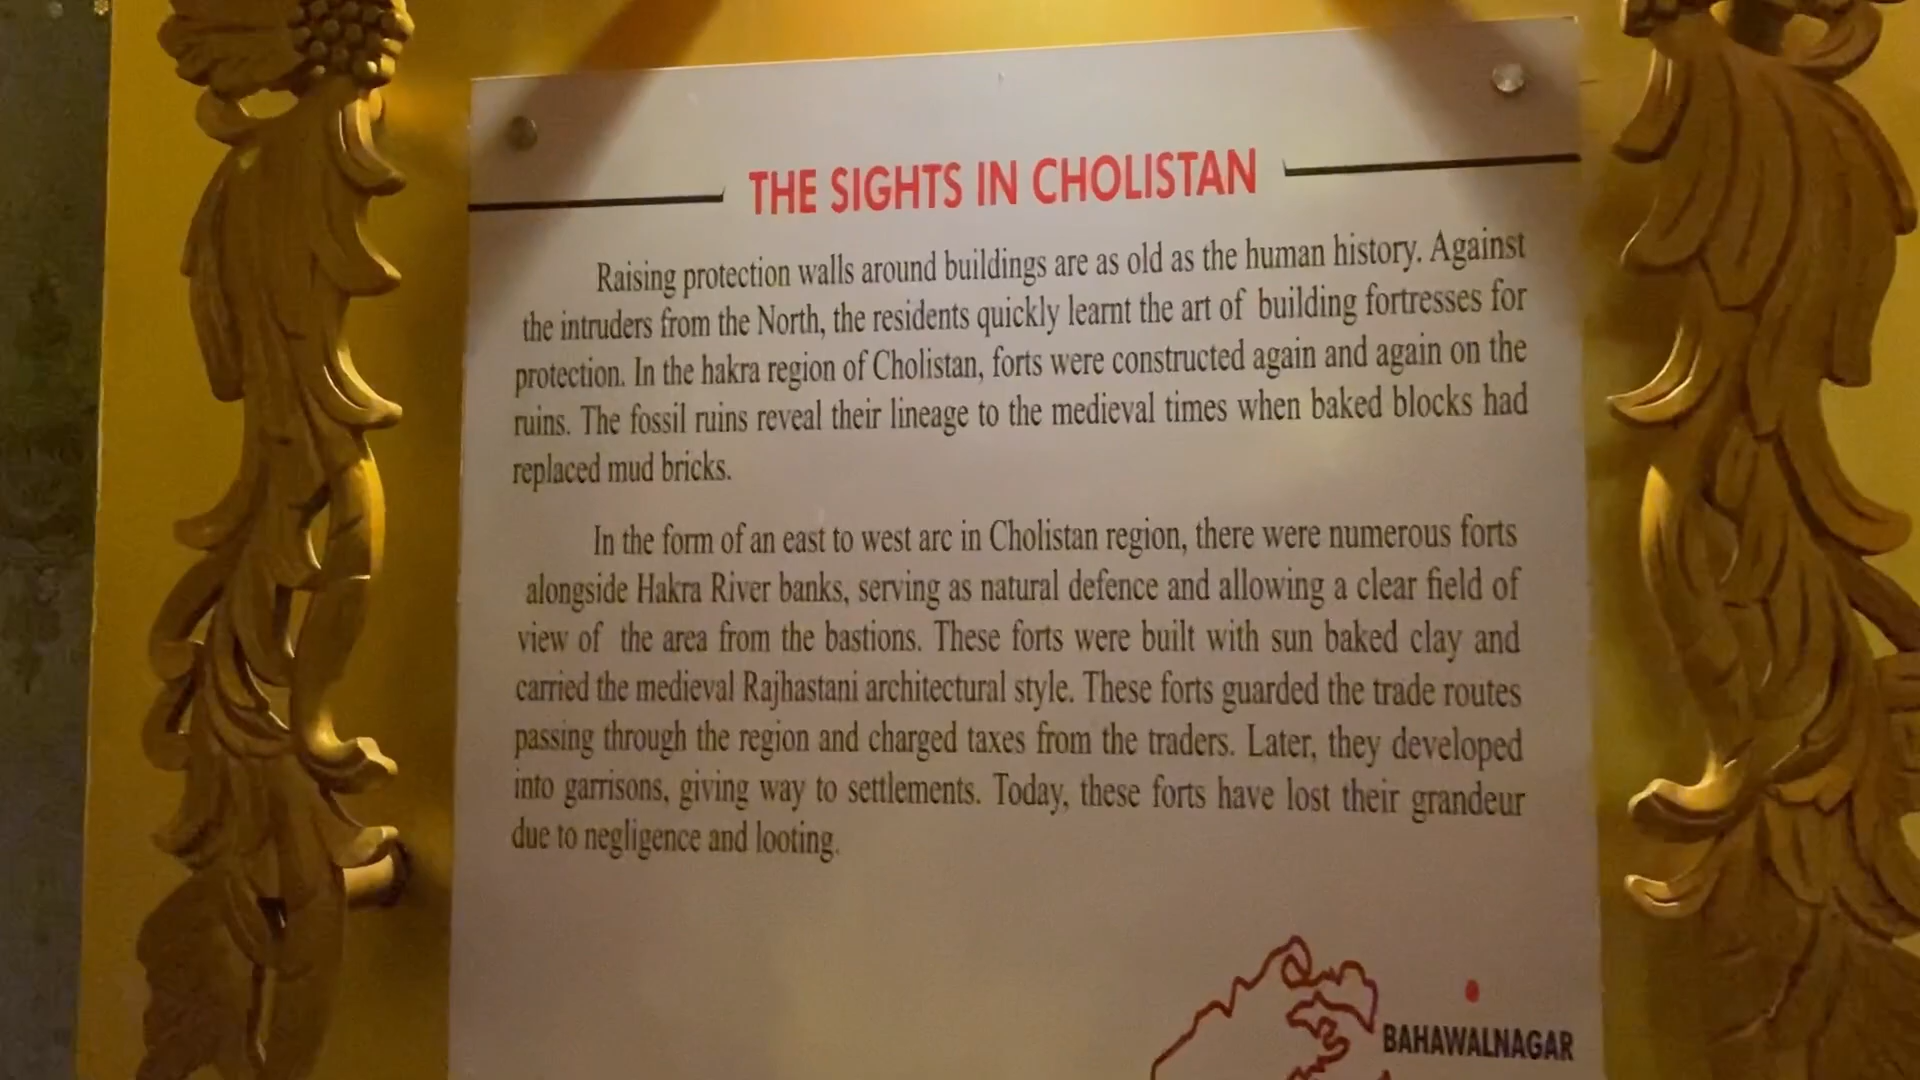 THE SIGHTS IN CHOLISTAN
Raising protection walls around buildings are as old as the human history. Against
the intruders from the North, the residents quickly learnt the art of building fortresses for
protection. In the hakra region of Cholistan, forts were constructed again and again on the
ruins. The fossil ruins reveal their lineage to the medieval times when baked blocks had
replaced mud bricks.
In the form of an east to west arc in Cholistan region, there were numerous forts
alongside Hakra River banks, serving as natural defence and allowing a clear field of
view of the area from the bastions. These forts were built with sun baked clay and
carried the medieval Rajhastani architectural style. These forts guarded the trade routes
passing through the region and charged taxes from the traders. Later, they developed
into garrisons, giving way to settlements. Today, these forts have lost their grandeur
due to negligence and looting.
BAHAWALNAGAR